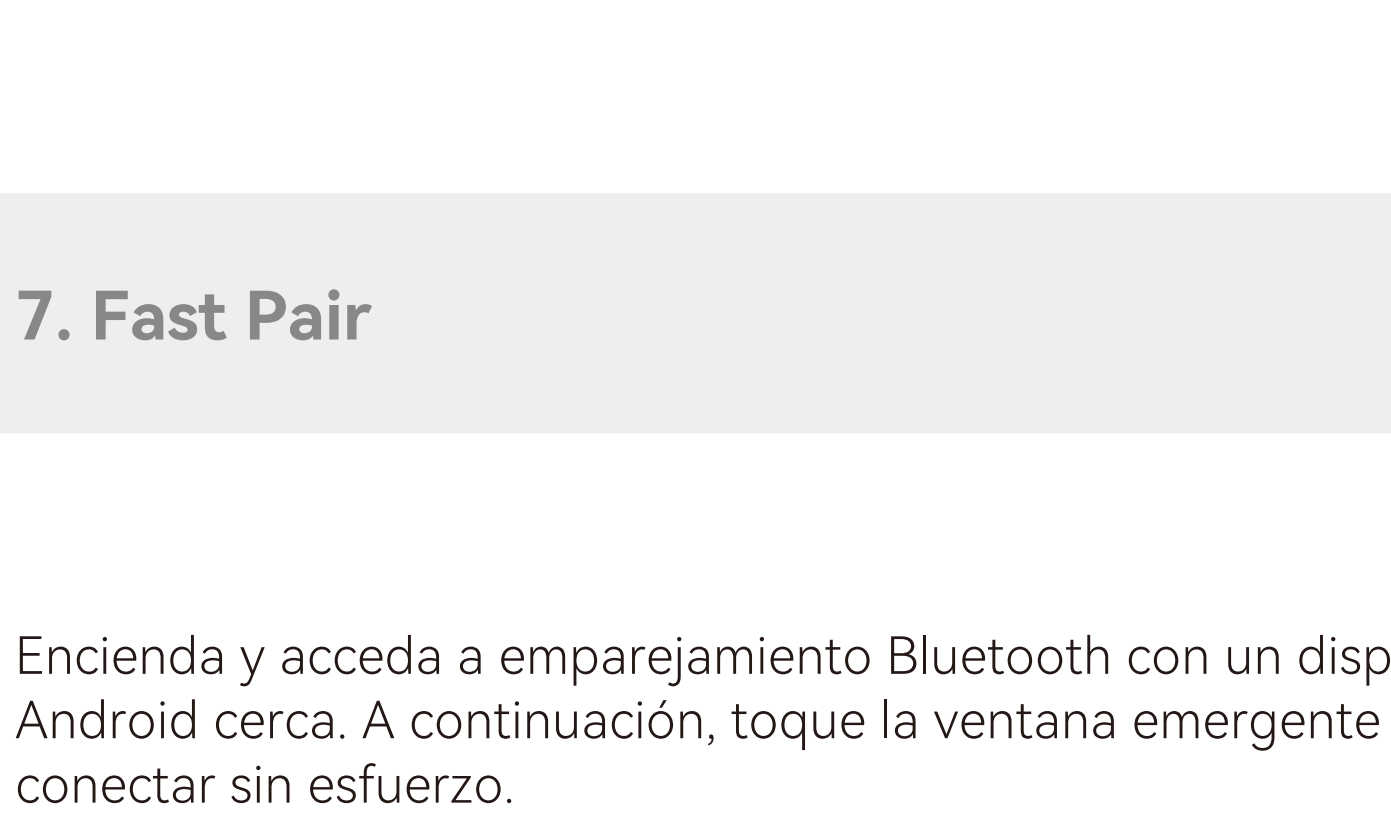 7. Fast Pair
Encienda y acceda a emparejamiento Bluetooth con un disp
Android cerca. A continuación, toque la ventana emergente
conectar sin esfuerzo.